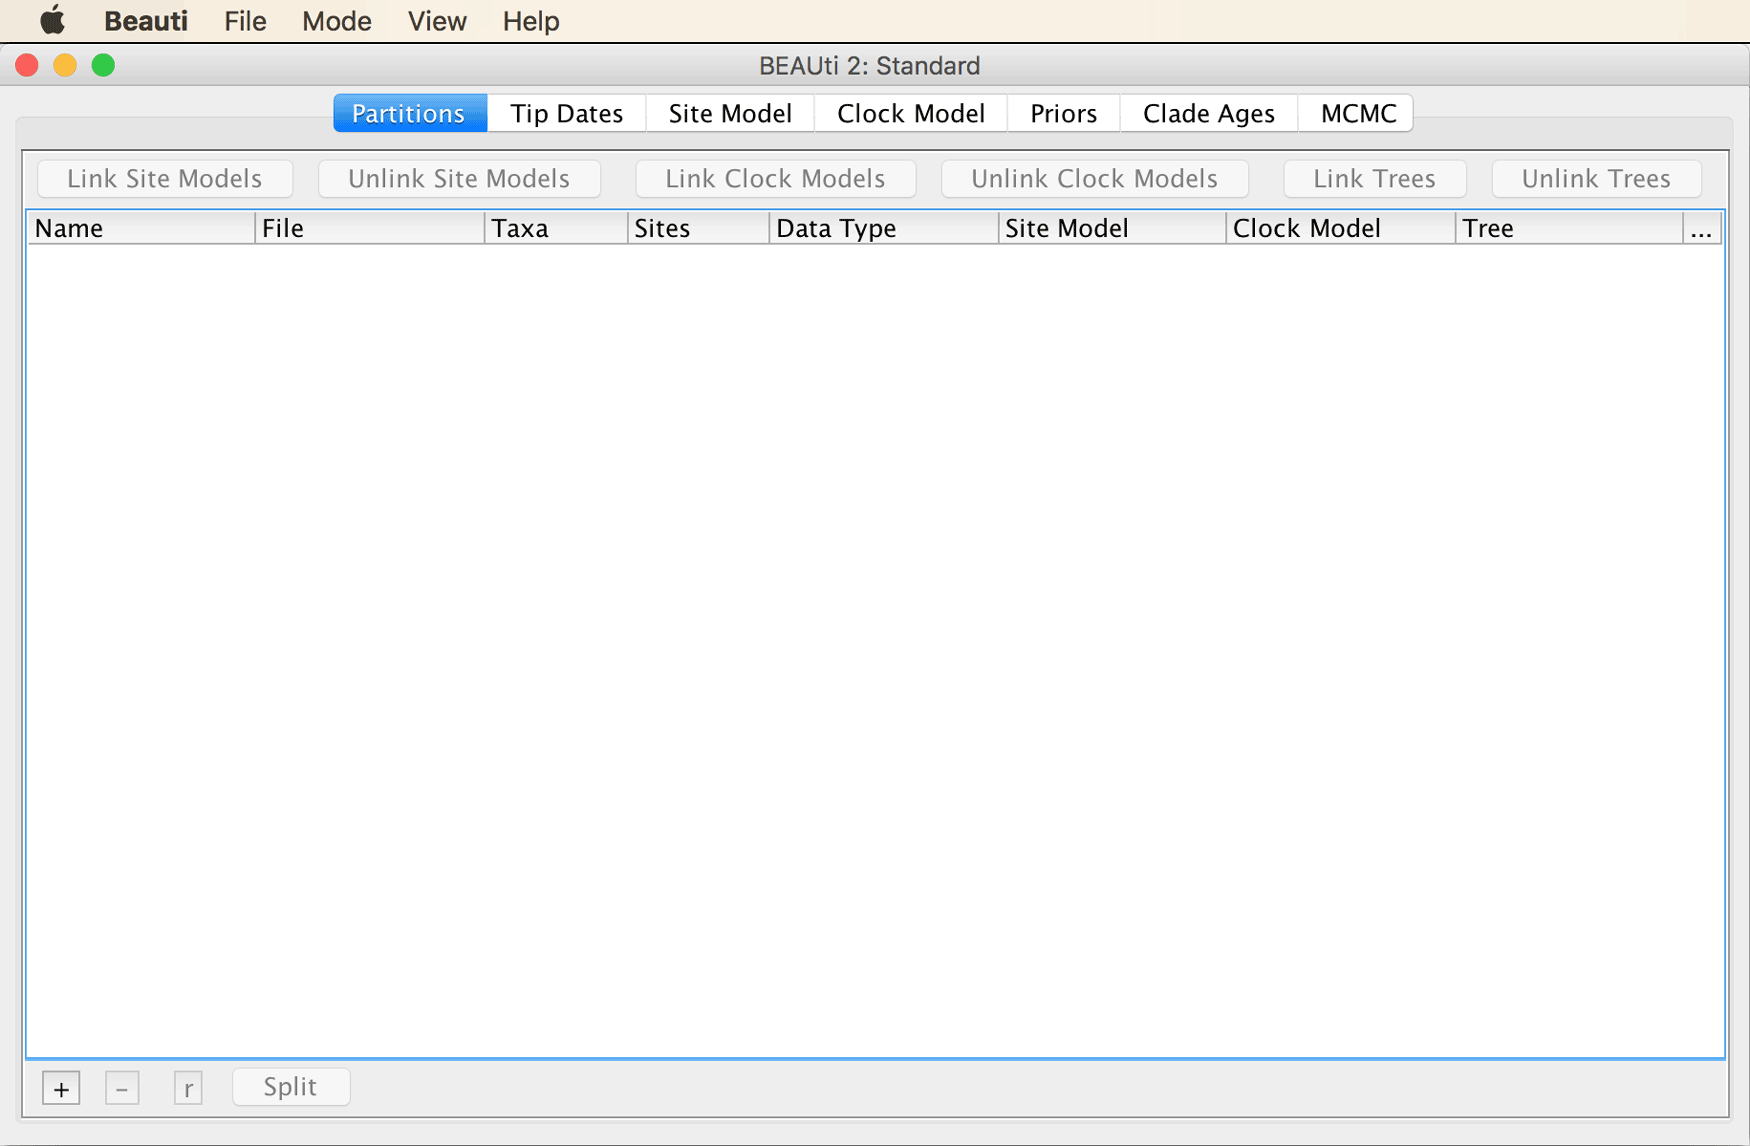 Beauti File Mode View Help
BEAUti 2: Standard
Partitions Tip Dates Site Model Clock Model Priors Clade Ages MCMC
Link Site Models Unlink Site Models Link Clock Models Unlink Clock Models Link Trees Unlink Trees
Name File Taxa Sites Data Type Site Model Clock Model Tree ...
+ - r Split